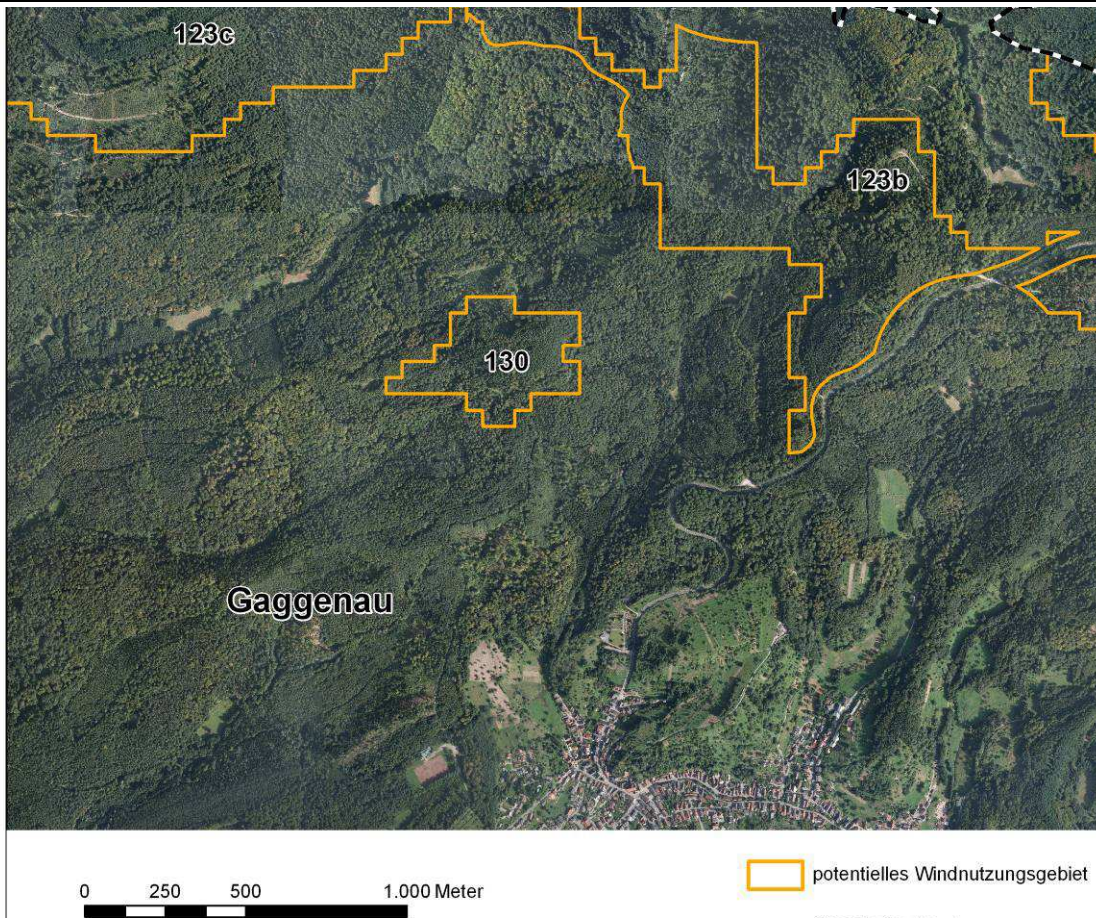 123c
123b
130
Gaggenau
potentielles Windnutzungsgebiet
0 250 500 1.000 Meter